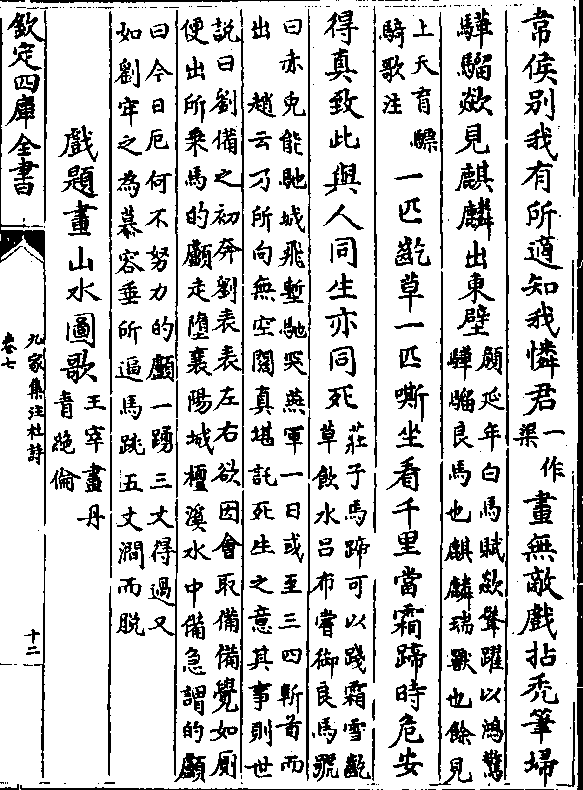 韋侯别我有所適知我憐君一作渠畫無敵戲拈禿筆埽
驊騮歘見麒麟出東壁顔延年白馬賦歘聳躍以鴻驚
驊騮良馬也麒麟瑞獸也餘見
上天育驃
騎歌注一匹齕草一匹嘶坐看千里當霜蹄時危安
得真致此與人同生亦同死莊子馬蹄可以踐霜雪齕
草飲水吕布嘗御良馬號
曰赤兎能馳城飛塹馳突燕軍一日或至三四斬首而
出 趙云乃所向無空闊真堪託死生之意其事則世
說曰劉備之初奔劉表表左右欲因會取備備覺如厠
便出所乘馬的顱走墮襄陽城檀溪水中備急謂的顱
曰今日厄何不努力的顱一踴三丈得過又
如劉牢之為慕容垂所逼馬跳五丈澗而脱
戲題畫山水圖歌王宰畫丹
青絶倫
欽定四庫全書
九家集注杜詩
卷七
十二